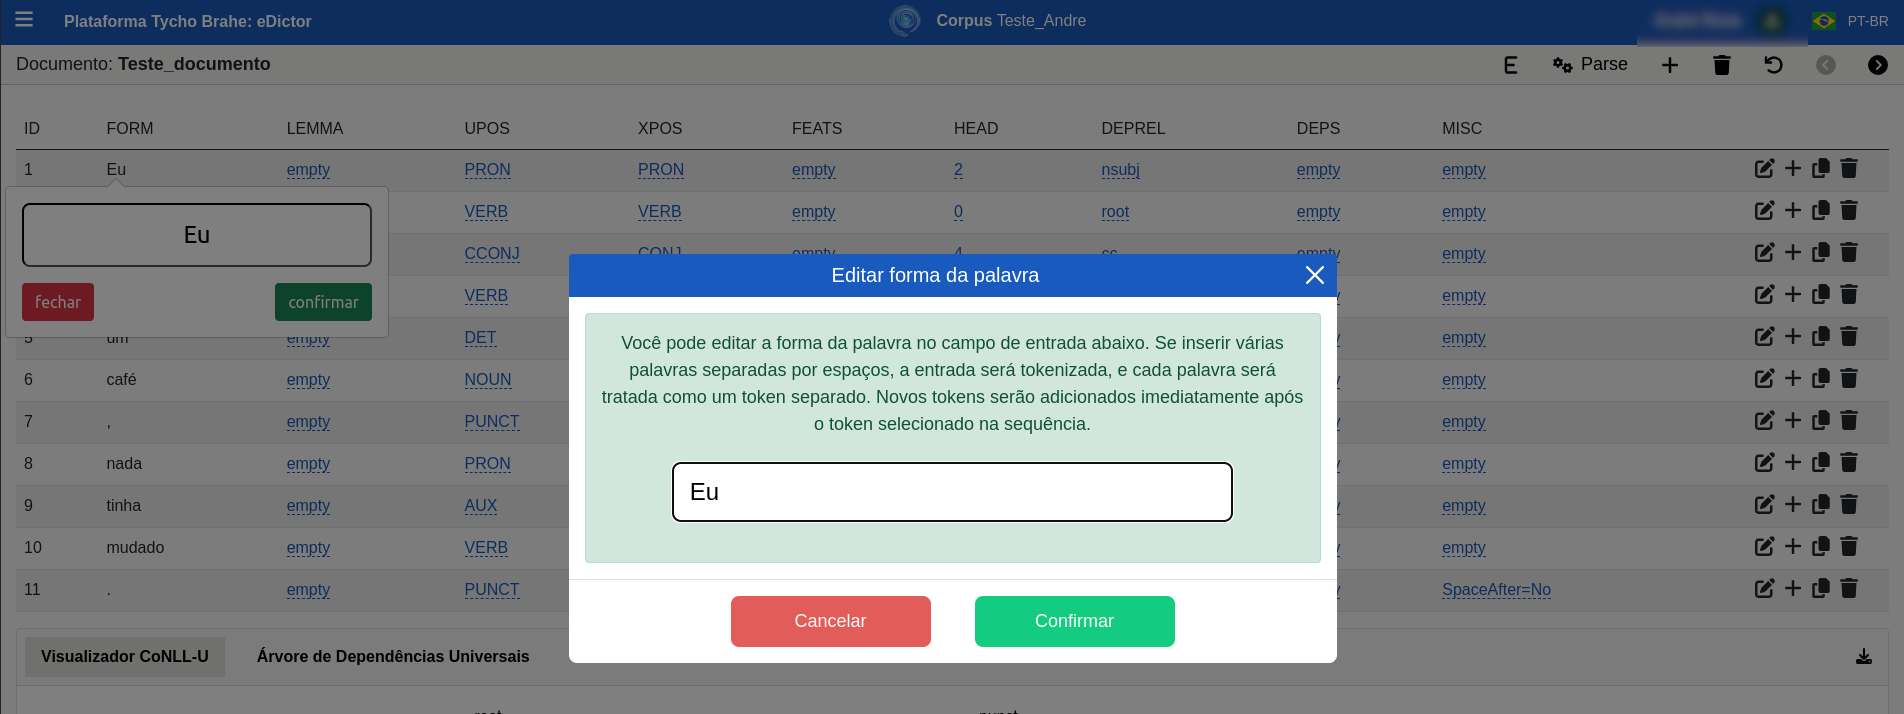 Plataforma Tycho Brahe: eDictor
Corpus Teste_Andre
PT-BR
Documento: Teste_documento
E
Parse
ID FORM LEMMA UPOS XPOS FEATS HEAD DEPREL DEPS MISC
1 Eu empty PRON PRON empty 2 nsubj empty empty
VERB VERB empty 0 root empty empty
CCONJ CONJ empty 4 cc empty empty
VERB empty
5 um empty DET empty
6 café empty NOUN empty
7 , empty PUNCT empty
8 nada empty PRON empty
9 tinha empty AUX empty
10 mudado empty VERB empty
11 . empty PUNCT SpaceAfter=No
Eu
fechar confirmar
Editar forma da palavra
Você pode editar a forma da palavra no campo de entrada abaixo. Se inserir várias
palavras separadas por espaços, a entrada será tokenizada, e cada palavra será
tratada como um token separado. Novos tokens serão adicionados imediatamente após
o token selecionado na sequência.
Eu
Cancelar Confirmar
Visualizador CoNLL-U Árvore de Dependências Universais
root punct